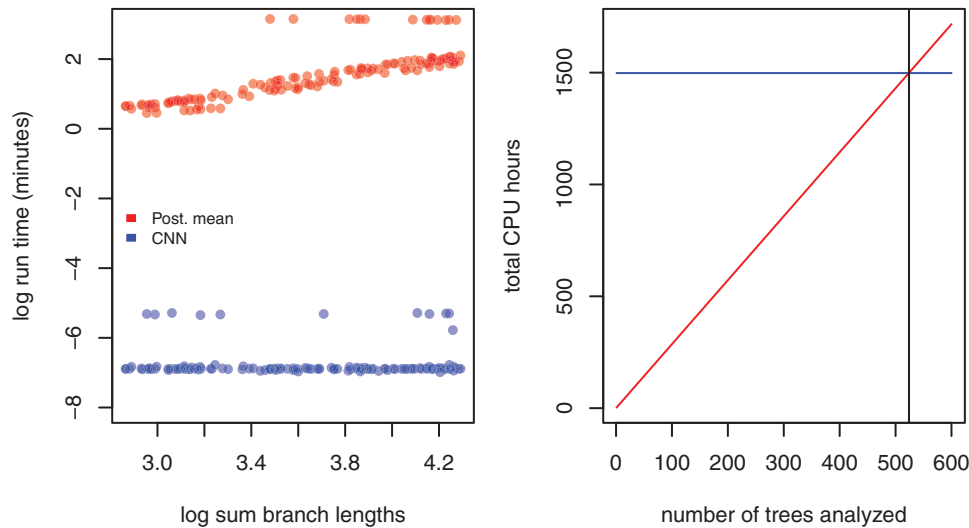 log run time (minutes)
2
0
−2
−4
−6
−8
Post. mean
CNN
3.0 3.4 3.8 4.2
log sum branch lengths
total CPU hours
1500
1000
500
0
0 100 200 300 400 500 600
number of trees analyzed